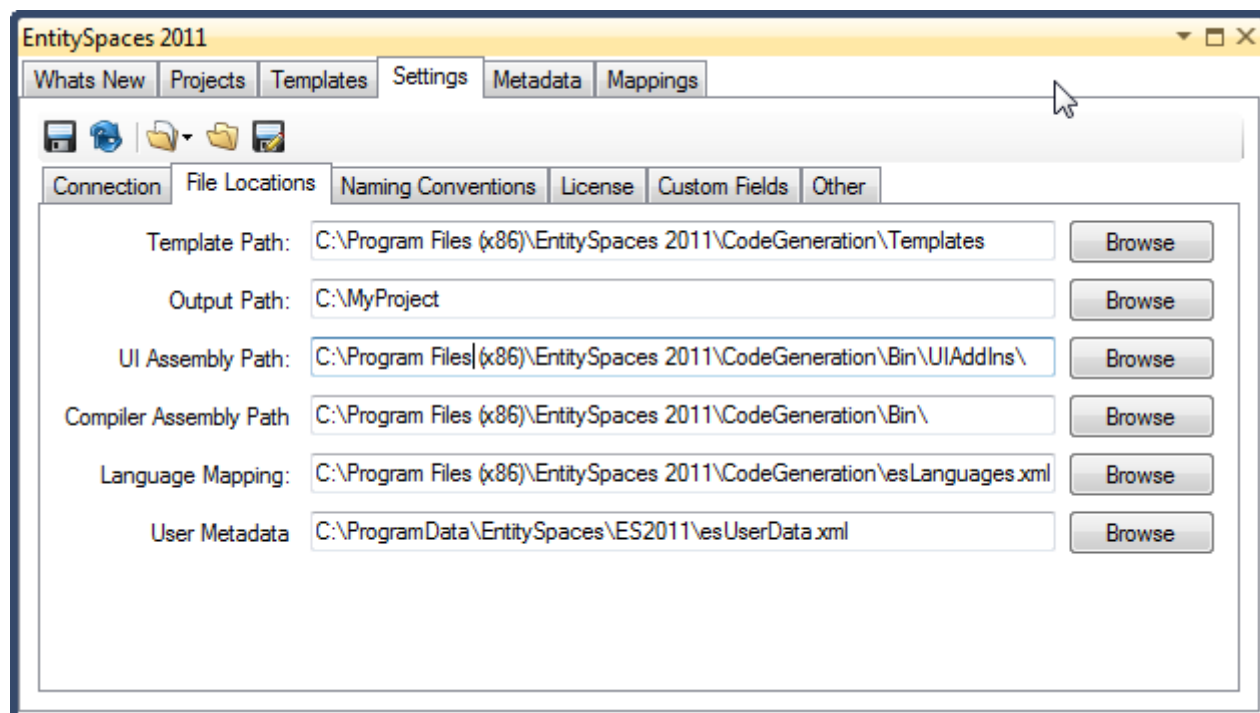 EntitySpaces 2011
Whats New Projects Templates Settings Metadata Mappings
Connection File Locations Naming Conventions License Custom Fields Other
Template Path: C:\Program Files (x86)\EntitySpaces 2011\CodeGeneration\Templates Browse
Output Path: C:\MyProject Browse
UI Assembly Path: C:\Program Files (x86)\EntitySpaces 2011\CodeGeneration\Bin\UIAddIns\ Browse
Compiler Assembly Path C:\Program Files (x86)\EntitySpaces 2011\CodeGeneration\Bin\ Browse
Language Mapping: C:\Program Files (x86)\EntitySpaces 2011\CodeGeneration\esLanguages.xml Browse
User Metadata C:\ProgramData\EntitySpaces\ES2011\esUserData.xml Browse